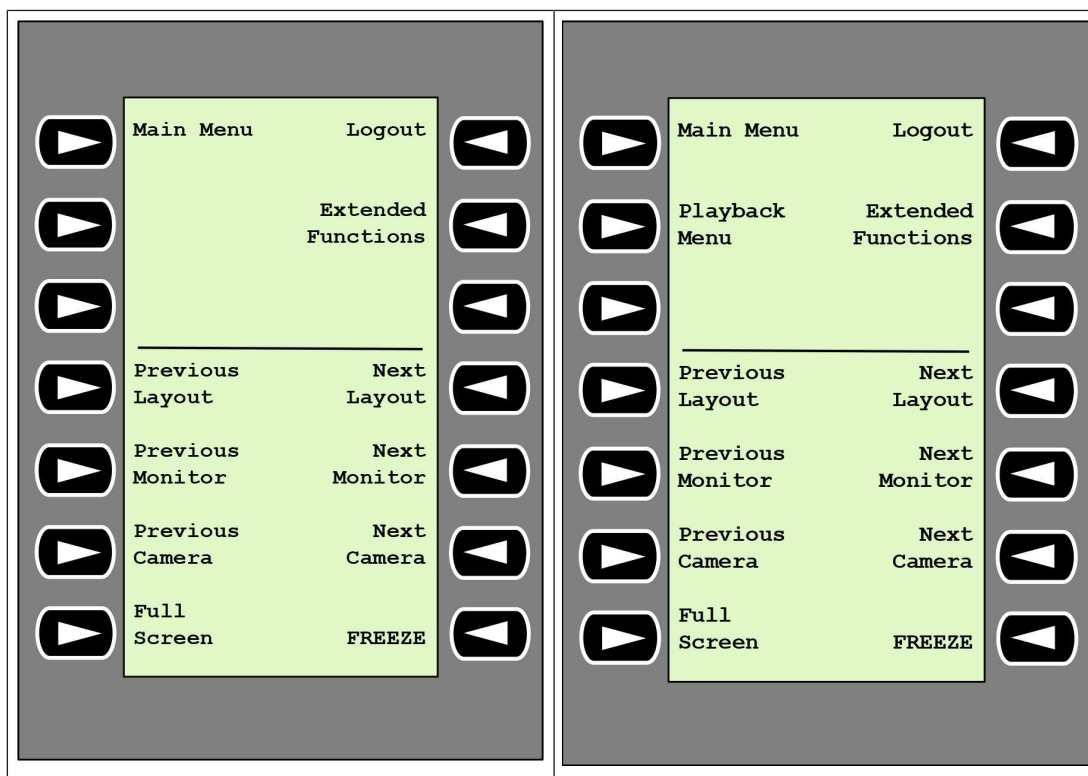 Main Menu Logout
Extended
Functions
Previous Next
Layout Layout
Previous Next
Monitor Monitor
Previous Next
Camera Camera
Full
Screen FREEZE
Main Menu Logout
Playback Extended
Menu Functions
Previous Next
Layout Layout
Previous Next
Monitor Monitor
Previous Next
Camera Camera
Full
Screen FREEZE